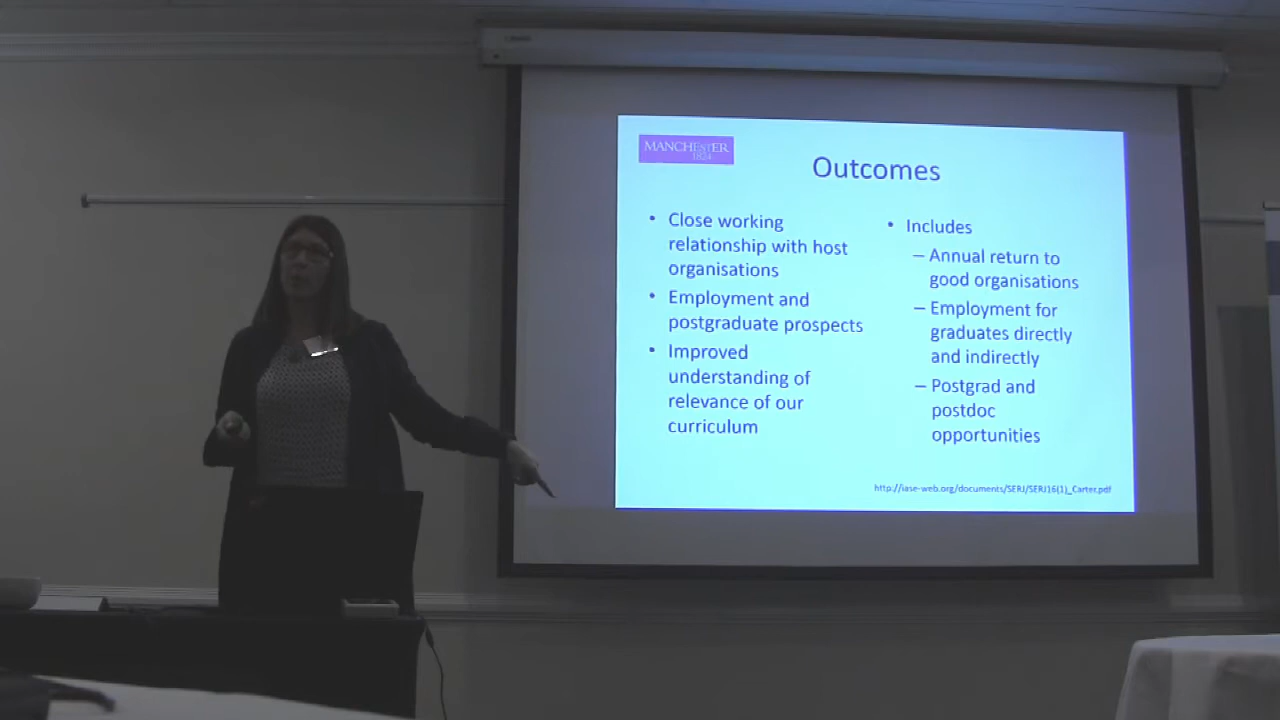 MANCHESTER
1824
Outcomes
• Close working
relationship with host
organisations
• Employment and
postgraduate prospects
• Improved
understanding of
relevance of our
curriculum
• Includes
– Annual return to
good organisations
– Employment for
graduates directly
and indirectly
– Postgrad and
postdoc
opportunities
http://iase-web.org/documents/SERJ/SERJ16(1)_Carter.pdf